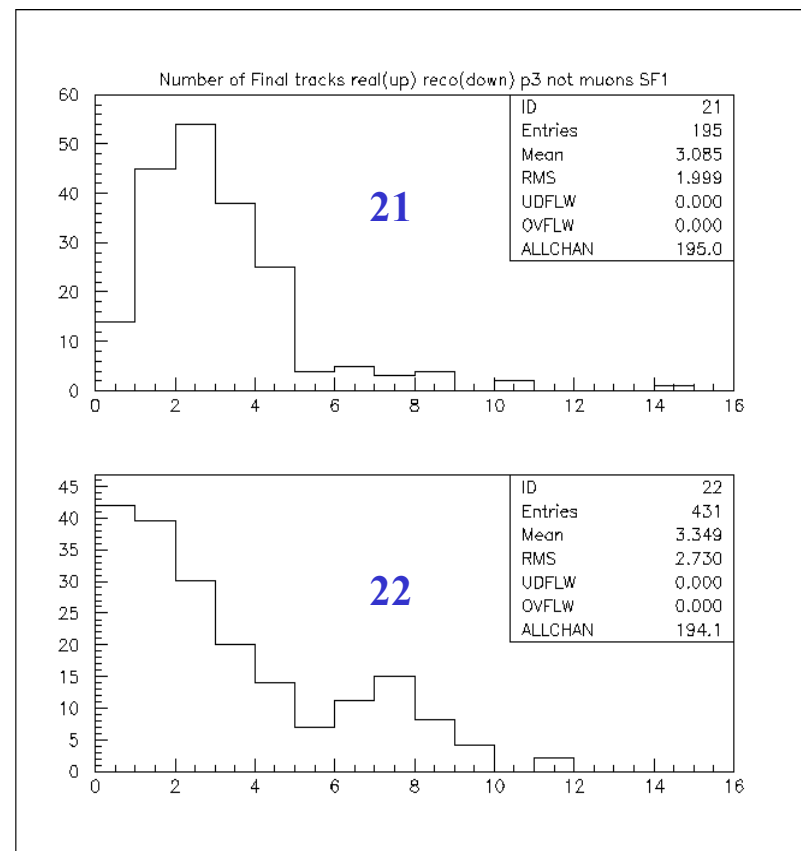 Number of Final tracks real(up) reco(down) p3 not muons SF1
ID 21
Entries 195
Mean 3.085
RMS 1.999
UDFLW 0.000
OVFLW 0.000
ALLCHAN 195.0
21
60
50
40
30
20
10
0
0 2 4 6 8 10 12 14 16
ID 22
Entries 431
Mean 3.349
RMS 2.730
UDFLW 0.000
OVFLW 0.000
ALLCHAN 194.1
22
45
40
35
30
25
20
15
10
5
0
0 2 4 6 8 10 12 14 16